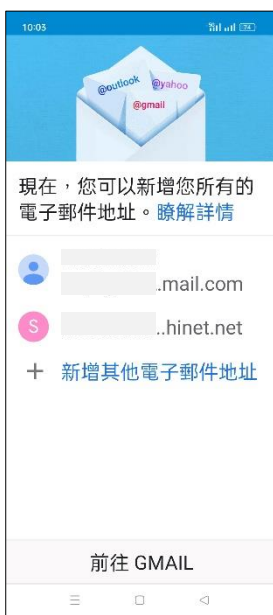 10:03
@outlook
@yahoo
@gmail
現在，您可以新增您所有的
電子郵件地址。瞭解詳情
.mail.com
S
..hinet.net
+ 新增其他電子郵件地址
前往 GMAIL